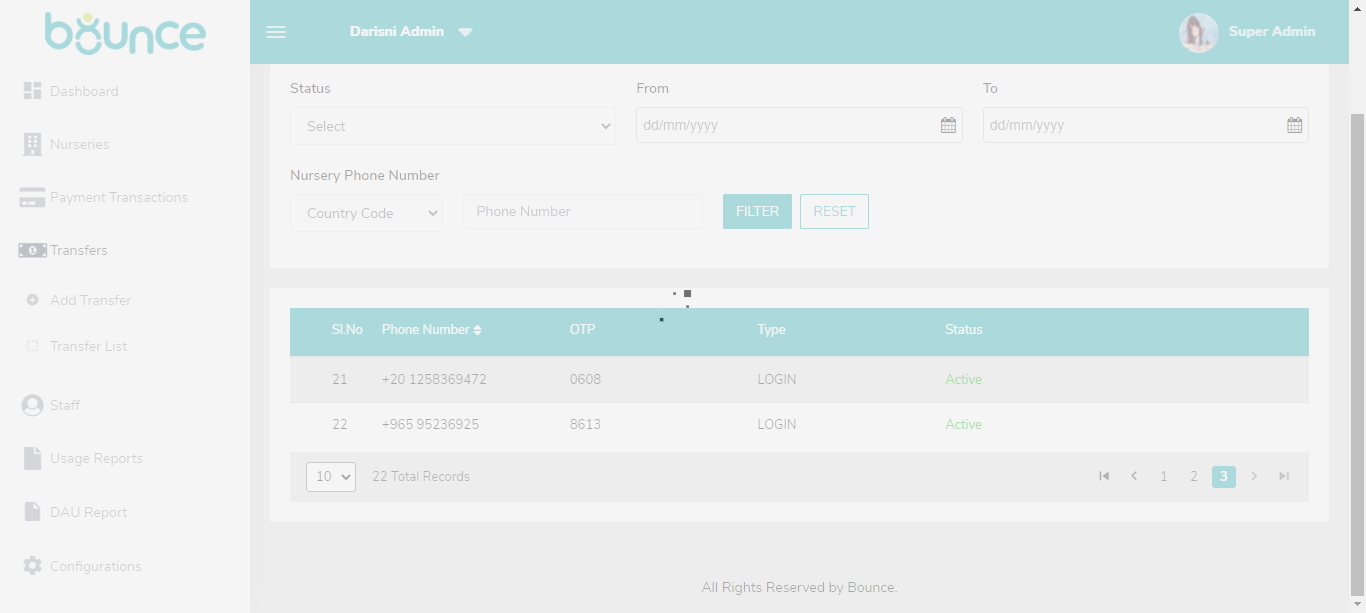 bounce
Darisni Admin
Super Admin
Dashboard
Nurseries
Payment Transactions
Transfers
Add Transfer
Transfer List
Staff
Usage Reports
DAU Report
Configurations
Status From To
Select dd/mm/yyyy dd/mm/yyyy
Nursery Phone Number
Country Code Phone Number FILTER RESET
Sl.No Phone Number OTP Type Status
21 +20 1258369472 0608 LOGIN Active
22 +965 95236925 8613 LOGIN Active
10 22 Total Records 1 2 3
All Rights Reserved by Bounce.